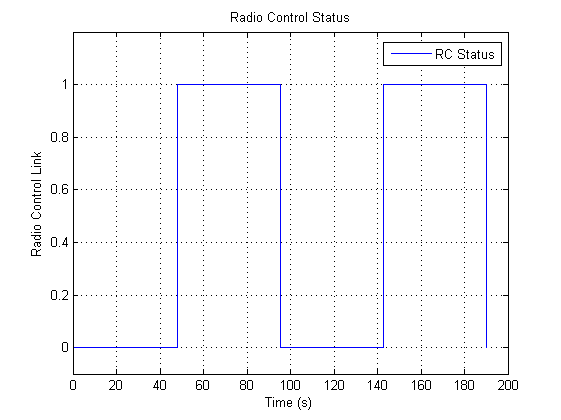 Radio Control Status
RC Status
Radio Control Link
1
0.8
0.6
0.4
0.2
0
0 20 40 60 80 100 120 140 160 180 200
Time (s)